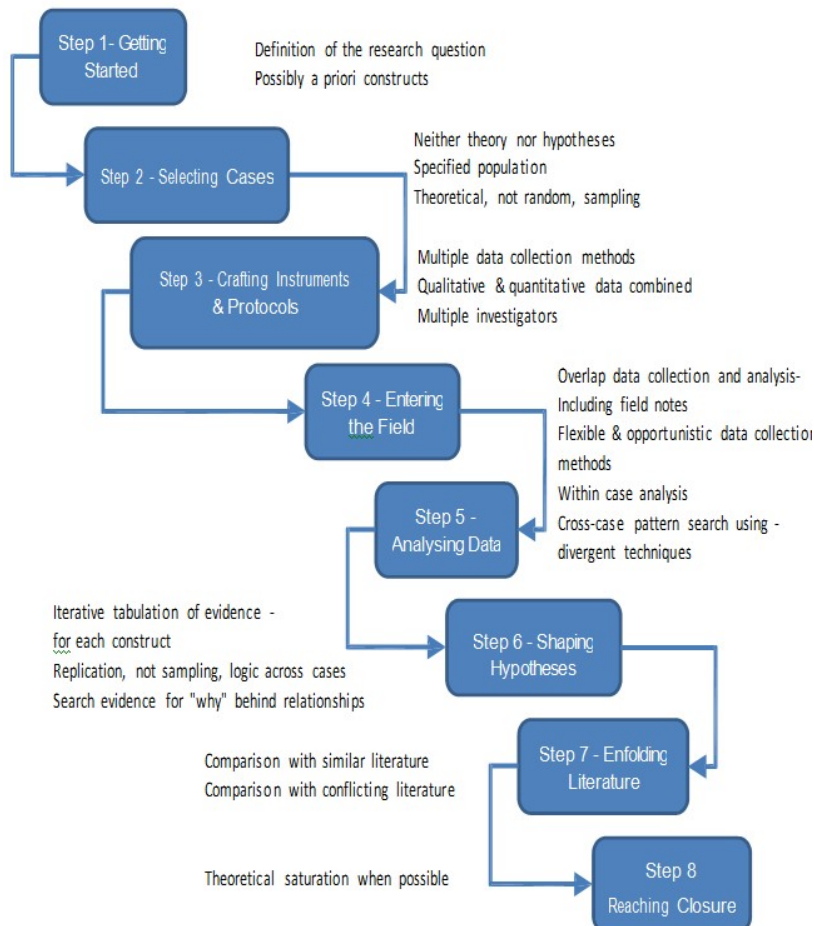 Step 1- Getting
Started
Definition of the research question
Possibly a priori constructs
Step 2 - Selecting Cases
Neither theory nor hypotheses
Specified population
Theoretical, not random, sampling
Step 3 - Crafting Instruments
& Protocols
Multiple data collection methods
Qualitative & quantitative data combined
Multiple investigators
Step 4 - Entering
the Field
Overlap data collection and analysis-
Including field notes
Flexible & opportunistic data collection
methods
Within case analysis
Cross-case pattern search using -
divergent techniques
Step 5 -
Analysing Data
Iterative tabulation of evidence -
for each construct
Replication, not sampling, logic across cases
Search evidence for "why" behind relationships
Step 6 - Shaping
Hypotheses
Comparison with similar literature
Comparison with conflicting literature
Step 7 - Enfolding
Literature
Theoretical saturation when possible
Step 8
Reaching Closure